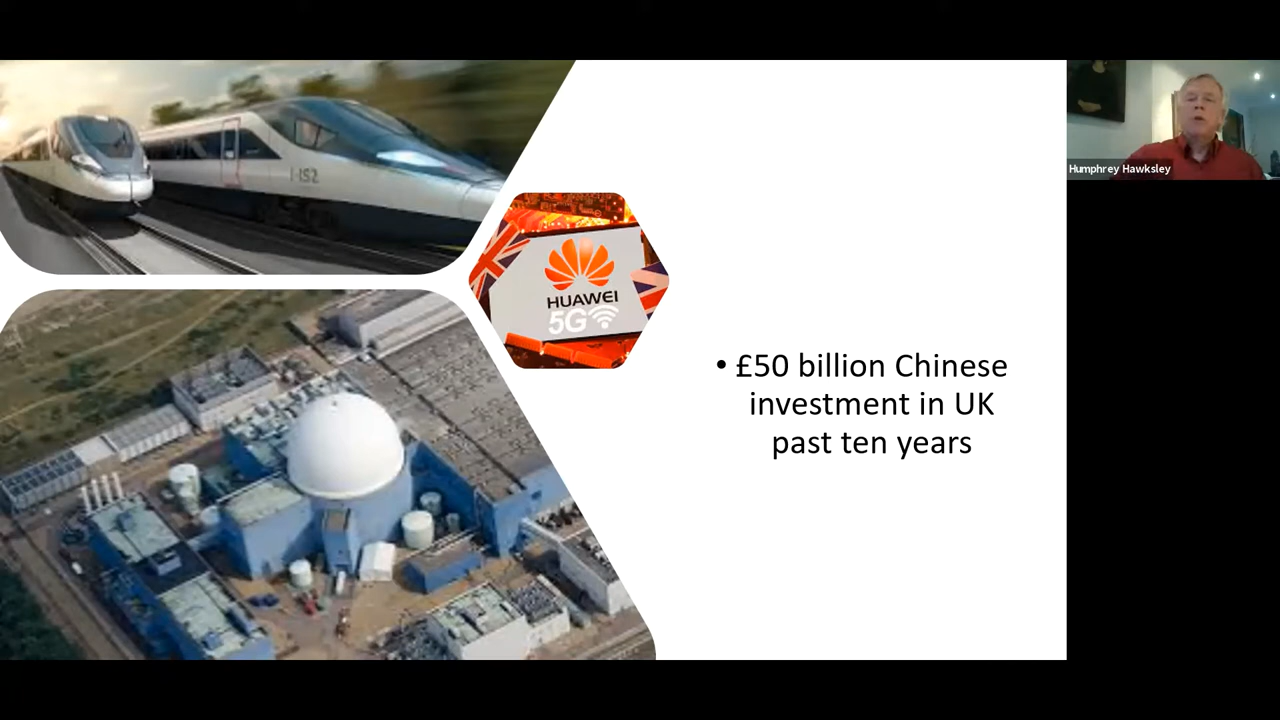 HUAWEI
5G
• £50 billion Chinese
investment in UK
past ten years
Humphrey Hawksley